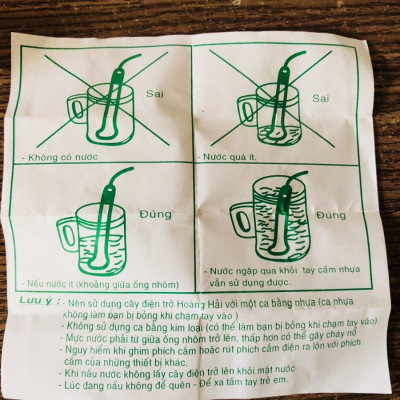 Sai
- Không có nước
Sai
- Nước quá ít.
Đúng
- Nếu nước ít (khoảng giữa ống nhôm)
Đúng
- Nước ngập qua khỏi tay cầm nhựa
vẫn sử dụng được.
Lưu ý : - Nên sử dụng cây điện trở Hoàng Hải với một ca bằng nhựa (ca nhựa
không làm bạn bị bỏng khi chạm tay vào )
- Không sử dụng ca bằng kim loại (có thể làm bạn bị bỏng khi chạm tay vào)
- Mực nước phải từ giữa ống nhôm trở lên, thấp hơn có thể gây cháy nổ
- Nguy hiểm khi ghim phích cắm hoặc rút phích cắm điện ra lộn với phích
cắm của những thiết bị khác.
- Khi nấu nước không lấy cây điện trở lên khỏi mặt nước
- Lúc đang nấu không để quên - Để xa tầm tay trẻ em.